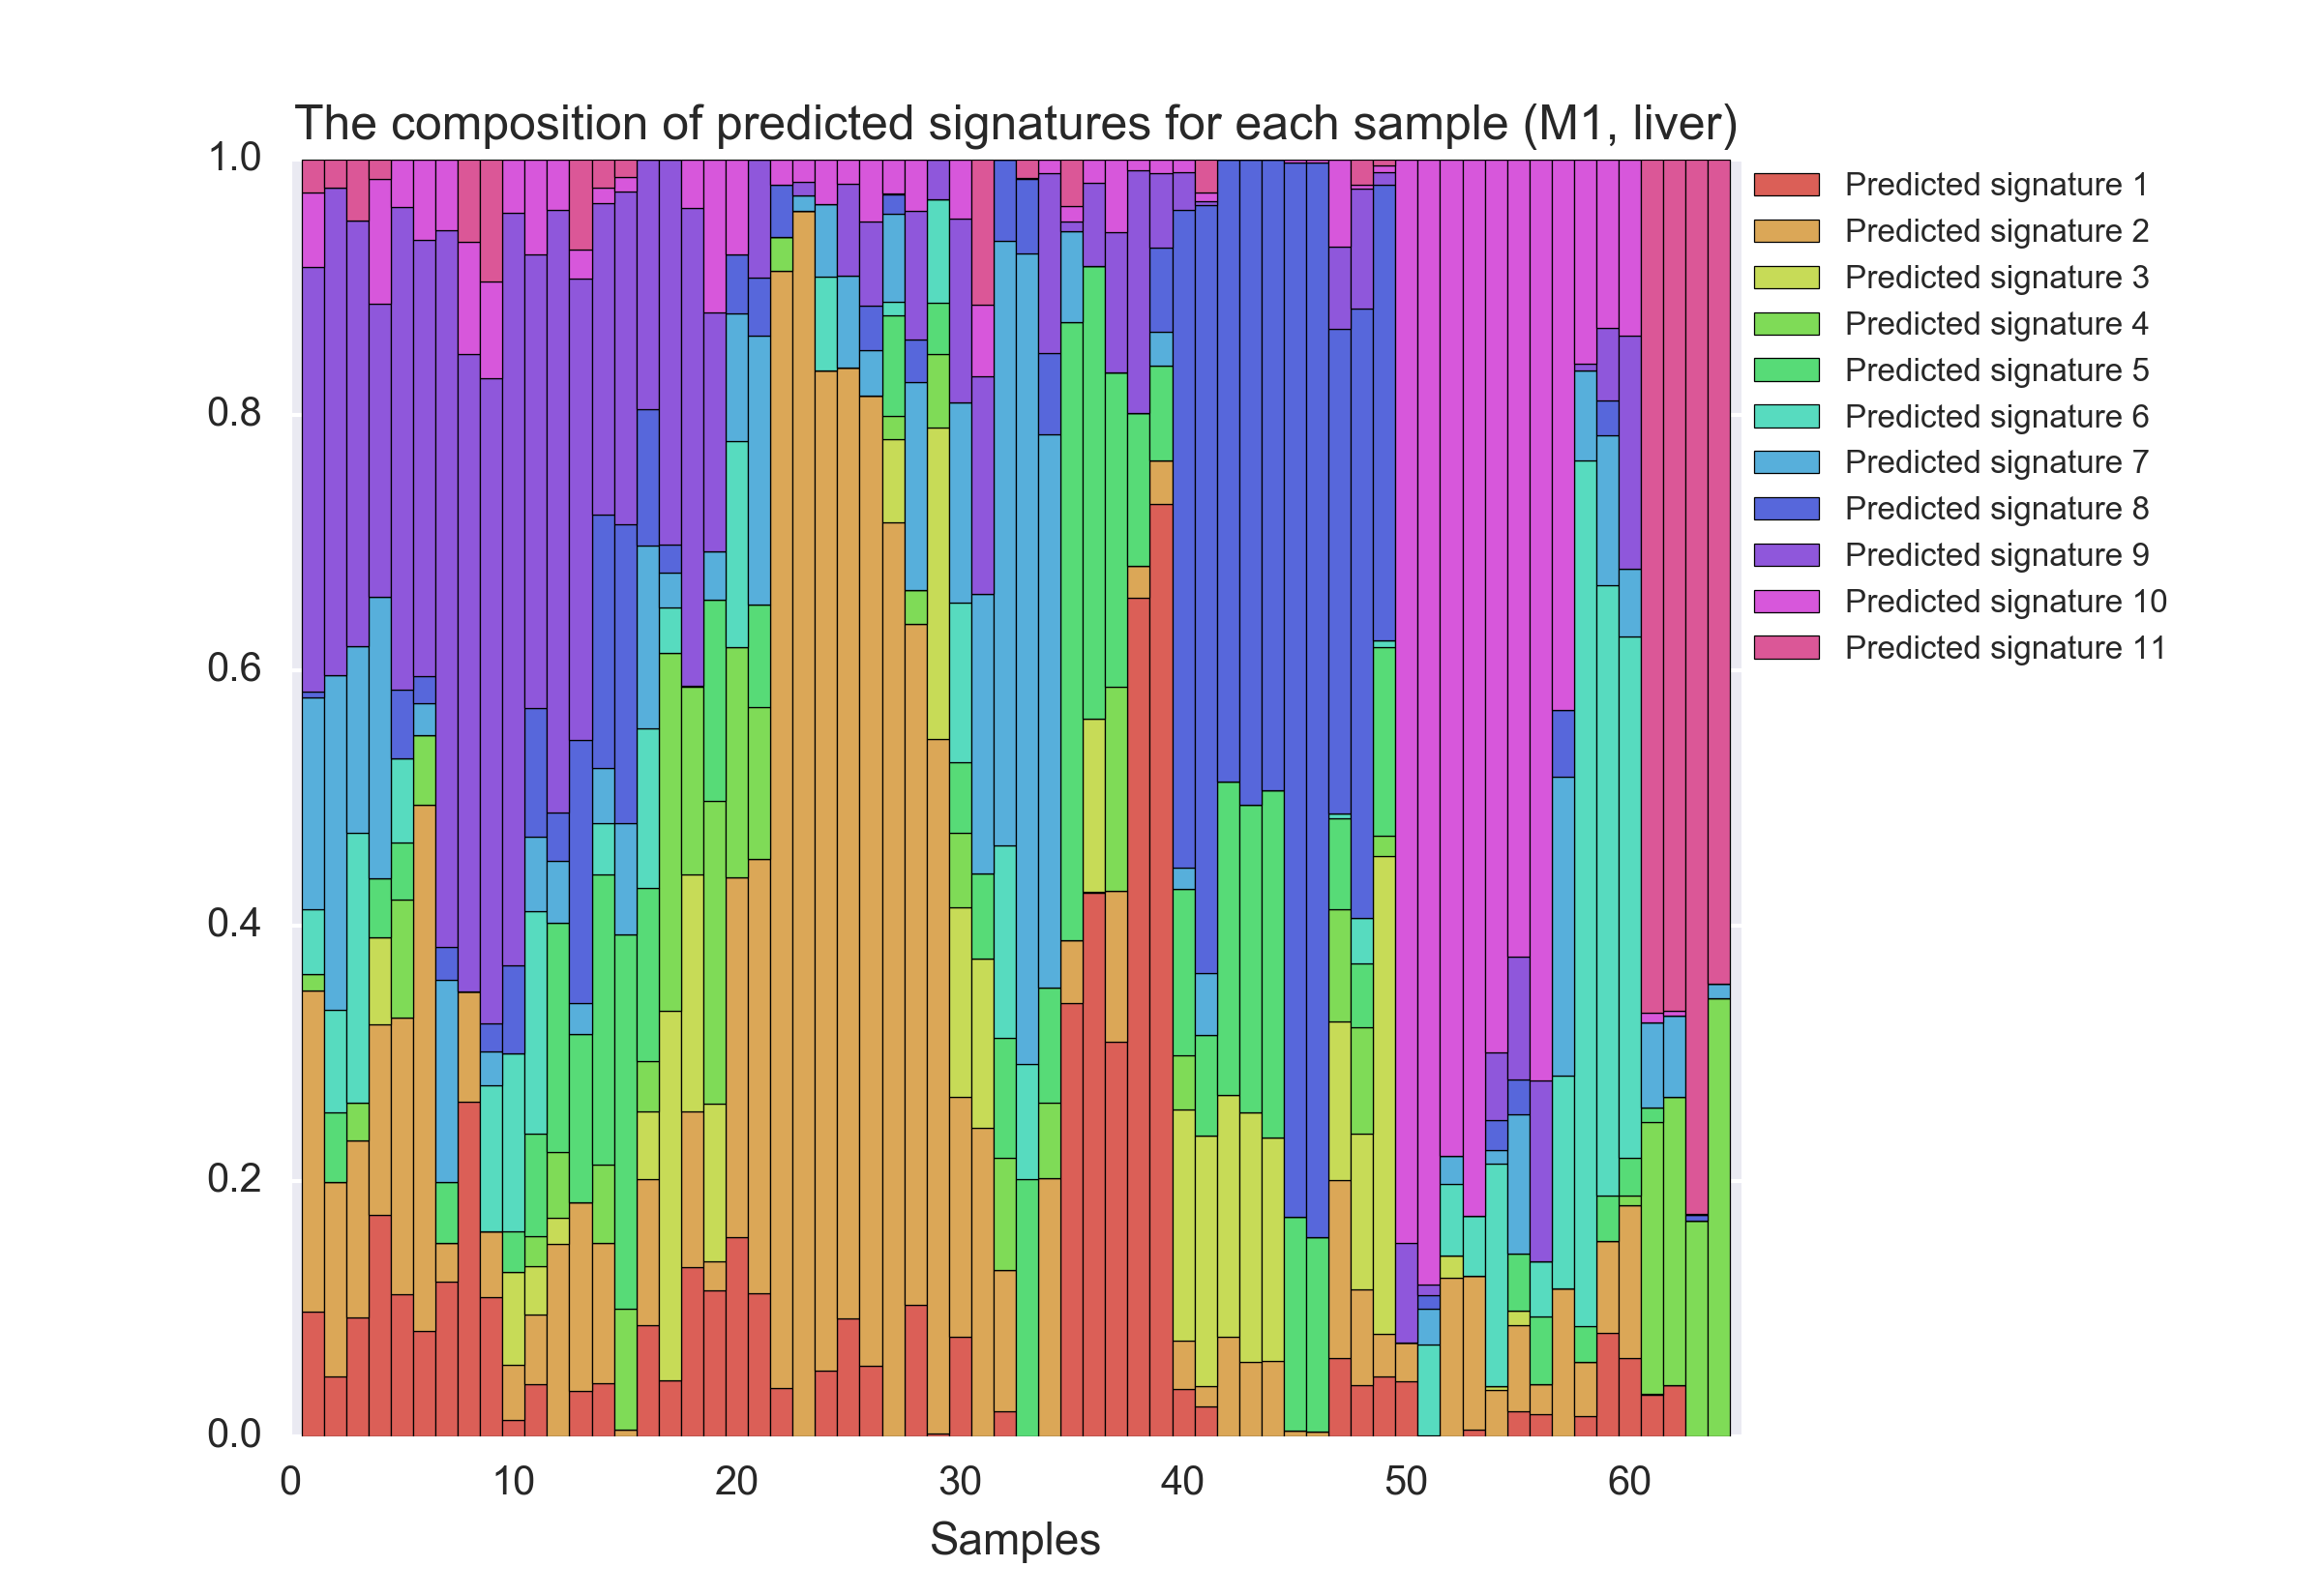 The composition of predicted signatures for each sample (M1, liver)
1.0
0.8
0.6
0.4
0.2
0.0
0 10 20 30 40 50 60
Samples
Predicted signature 1
Predicted signature 2
Predicted signature 3
Predicted signature 4
Predicted signature 5
Predicted signature 6
Predicted signature 7
Predicted signature 8
Predicted signature 9
Predicted signature 10
Predicted signature 11